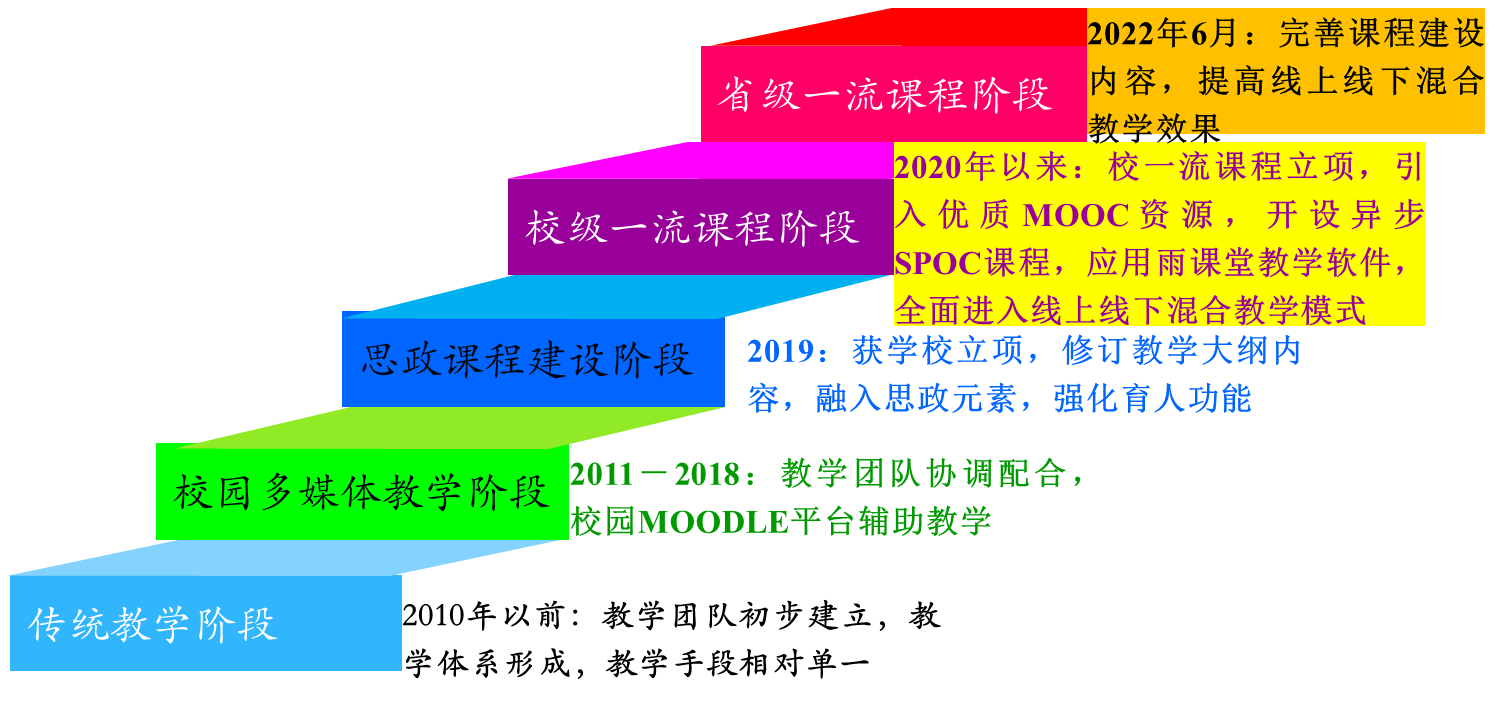 省级一流课程阶段
2022年6月：完善课程建设
内容，提高线上线下混合
教学效果
校级一流课程阶段
2020年以来：校一流课程立项，引
入优质MOOC资源，开设异步
SPOC课程，应用雨课堂教学软件，
全面进入线上线下混合教学模式
思政课程建设阶段
2019：获学校立项，修订教学大纲内
容，融入思政元素，强化育人功能
校园多媒体教学阶段
2011－2018：教学团队协调配合，
校园MOODLE平台辅助教学
传统教学阶段
2010年以前：教学团队初步建立，教
学体系形成，教学手段相对单一